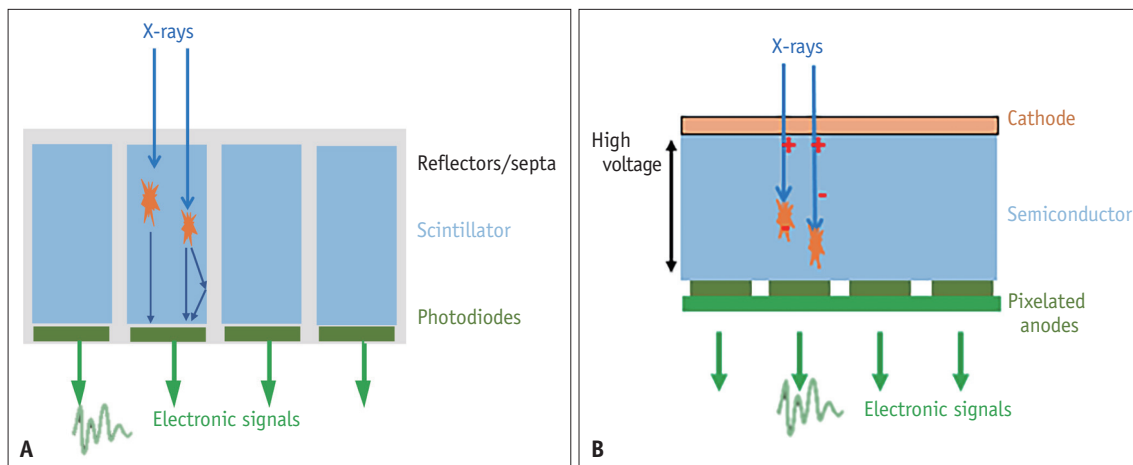 X-rays
Reflectors/septa
Scintillator
Photodiodes
Electronic signals
A
X-rays
Cathode
High
voltage
+ +
-
Semiconductor
-
Pixelated
anodes
Electronic signals
B